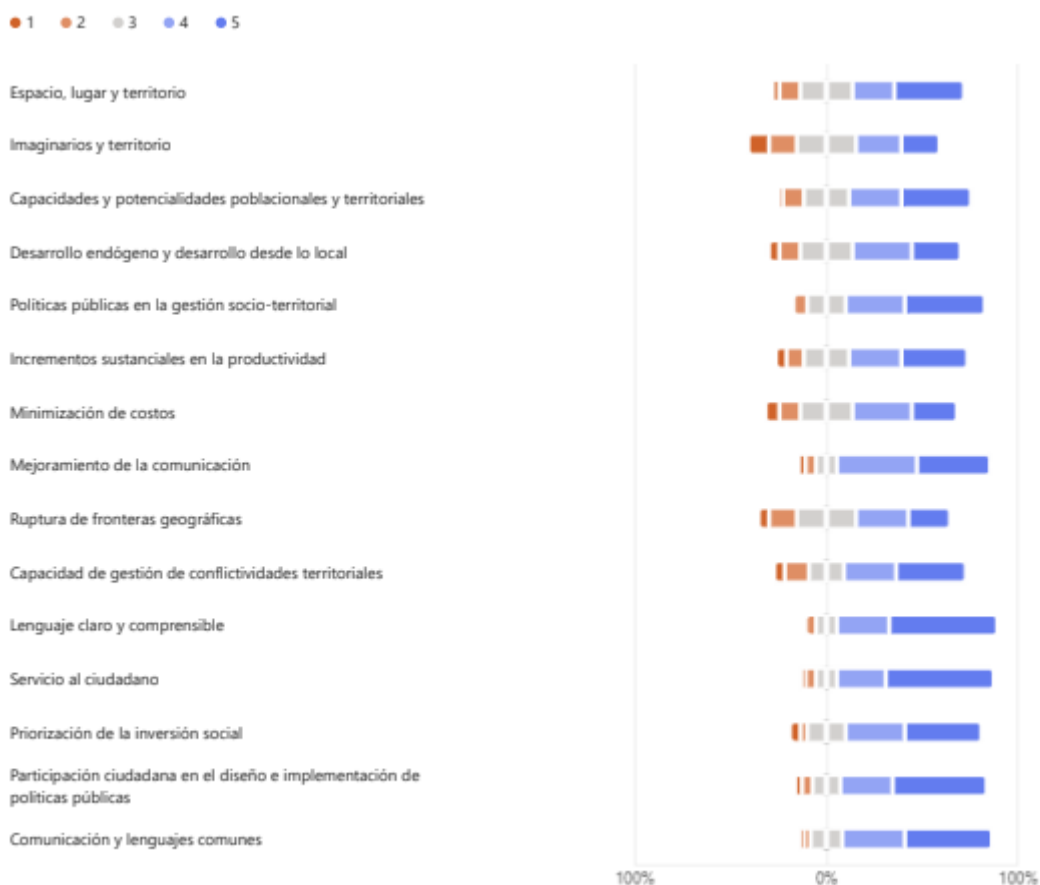 1 2 3 4 5
Espacio, lugar y territorio
Imaginarios y territorio
Capacidades y potencialidades poblacionales y territoriales
Desarrollo endógeno y desarrollo desde lo local
Políticas públicas en la gestión socio-territorial
Incrementos sustanciales en la productividad
Minimización de costos
Mejoramiento de la comunicación
Ruptura de fronteras geográficas
Capacidad de gestión de conflictividades territoriales
Lenguaje claro y comprensible
Servicio al ciudadano
Priorización de la inversión social
Participación ciudadana en el diseño e implementación de
políticas públicas
Comunicación y lenguajes comunes
100% 0% 100%